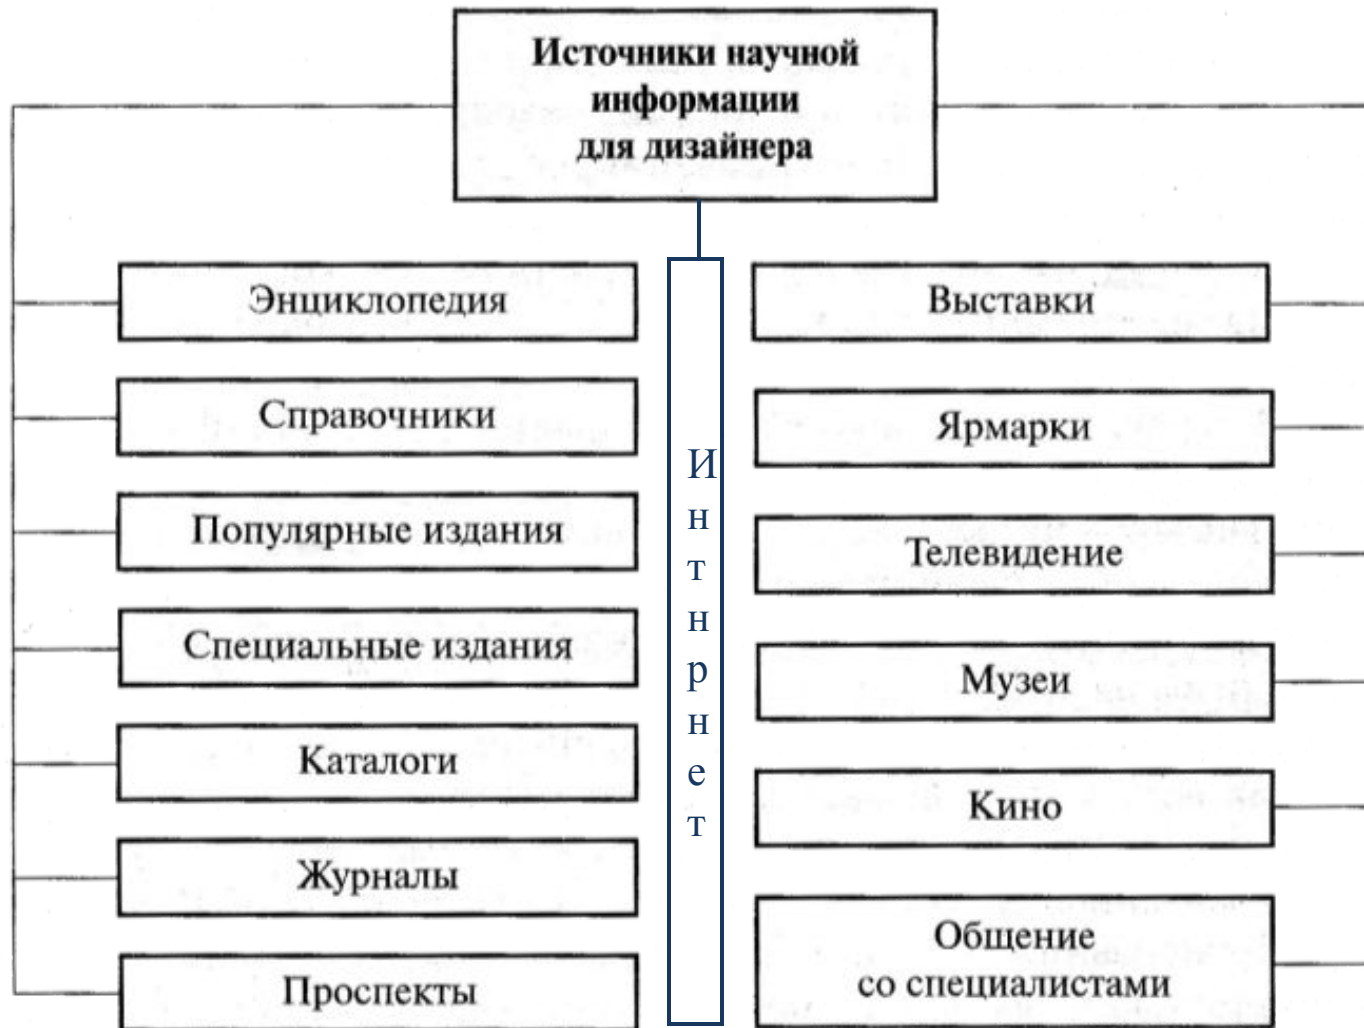 Источники научной
информации
для дизайнера
Энциклопедия
Справочники
Популярные издания
Специальные издания
Каталоги
Журналы
Проспекты
И
н
т
н
р
н
е
т
Выставки
Ярмарки
Телевидение
Музеи
Кино
Общение
со специалистами